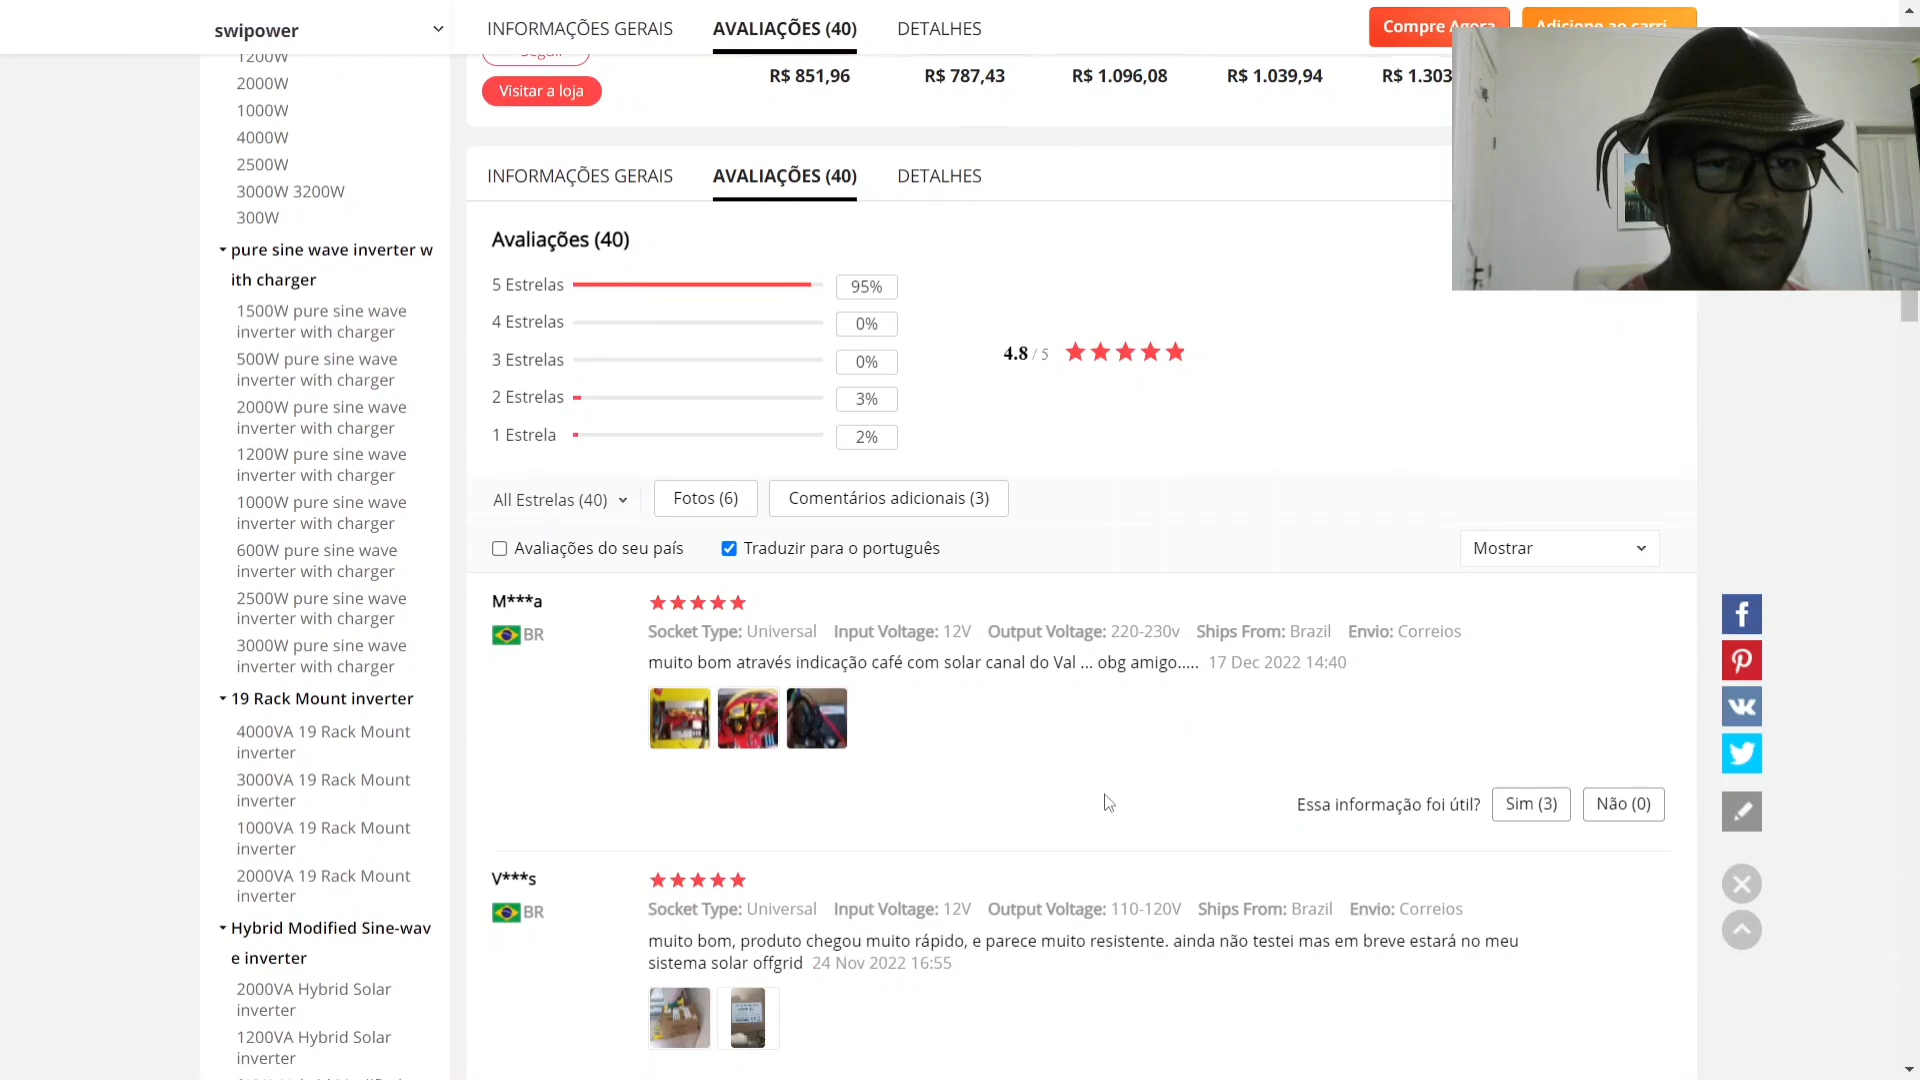 swipower
INFORMAÇÕES GERAIS AVALIAÇÕES (40) DETALHES
Compre Agora
Adicione ao carri
1200W
2000W
1000W
4000W
2500W
3000W 3200W
300W
pure sine wave inverter w
ith charger
1500W pure sine wave
inverter with charger
500W pure sine wave
inverter with charger
2000W pure sine wave
inverter with charger
1200W pure sine wave
inverter with charger
1000W pure sine wave
inverter with charger
600W pure sine wave
inverter with charger
2500W pure sine wave
inverter with charger
3000W pure sine wave
inverter with charger
19 Rack Mount inverter
4000VA 19 Rack Mount
inverter
3000VA 19 Rack Mount
inverter
1000VA 19 Rack Mount
inverter
2000VA 19 Rack Mount
inverter
Hybrid Modified Sine-wav
e inverter
2000VA Hybrid Solar
inverter
1200VA Hybrid Solar
inverter
Seguir
Visitar a loja
R$ 851,96 R$ 787,43 R$ 1.096,08 R$ 1.039,94 R$ 1.303
INFORMAÇÕES GERAIS AVALIAÇÕES (40) DETALHES
Avaliações (40)
5 Estrelas 95%
4 Estrelas 0%
3 Estrelas 0%
2 Estrelas 3%
1 Estrela 2%
4.8 / 5
All Estrelas (40) Fotos (6) Comentários adicionais (3)
Avaliações do seu país Traduzir para o português Mostrar
M***a
BR
Socket Type: Universal Input Voltage: 12V Output Voltage: 220-230v Ships From: Brazil Envio: Correios
muito bom através indicação café com solar canal do Val ... obg amigo..... 17 Dec 2022 14:40
Essa informação foi útil? Sim (3) Não (0)
V***s
BR
Socket Type: Universal Input Voltage: 12V Output Voltage: 110-120V Ships From: Brazil Envio: Correios
muito bom, produto chegou muito rápido, e parece muito resistente. ainda não testei mas em breve estará no meu
sistema solar offgrid 24 Nov 2022 16:55